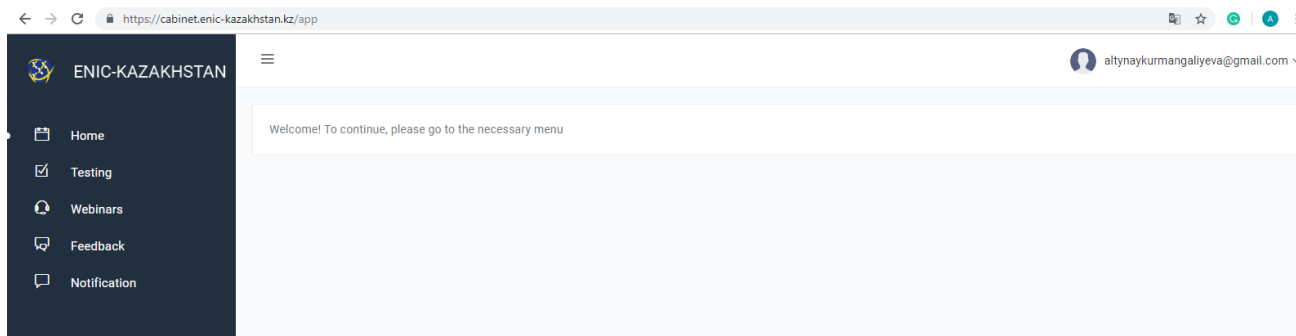 https://cabinet.enic-kazakhstan.kz/app
A
ENIC-KAZAKHSTAN
altynaykurmangaliyeva@gmail.com
Home
Welcome! To continue, please go to the necessary menu
Testing
Webinars
Feedback
Notification